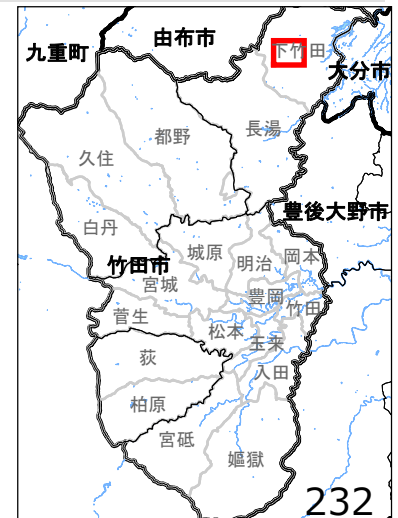 由布市
九重町
下竹田
大分市
都野
長湯
久住
豊後大野市
白丹
城原
岡本
明治
竹田市
宮城
豊岡
竹田
菅生
松本
玉来
荻
入田
柏原
宮砥
嫗獄
232